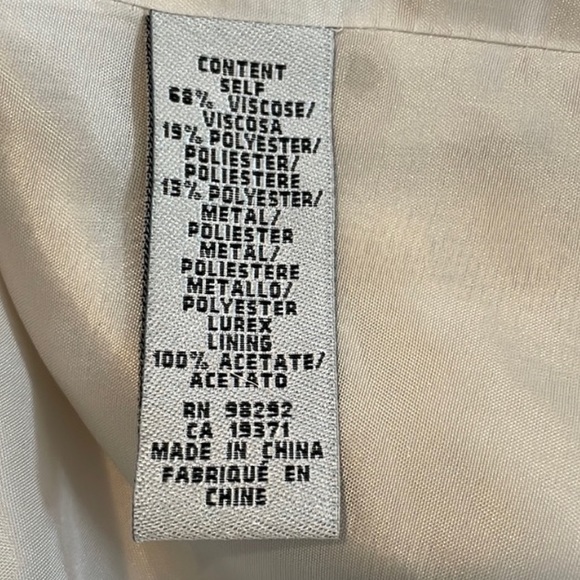 CONTENT
SELF
68% VISCOSE/
VISCOSA
19% POLYESTER/
POLIESTER/
POLIESTERE
13% POLYESTER/
METAL/
POLIESTER
METAL/
POLIESTERE
METALLO/
POLYESTER
LUREX
LINING
100% ACETATE/
ACETATO
RN 98292
CA 19371
MADE IN CHINA
FABRIQUÉ EN
CHINE